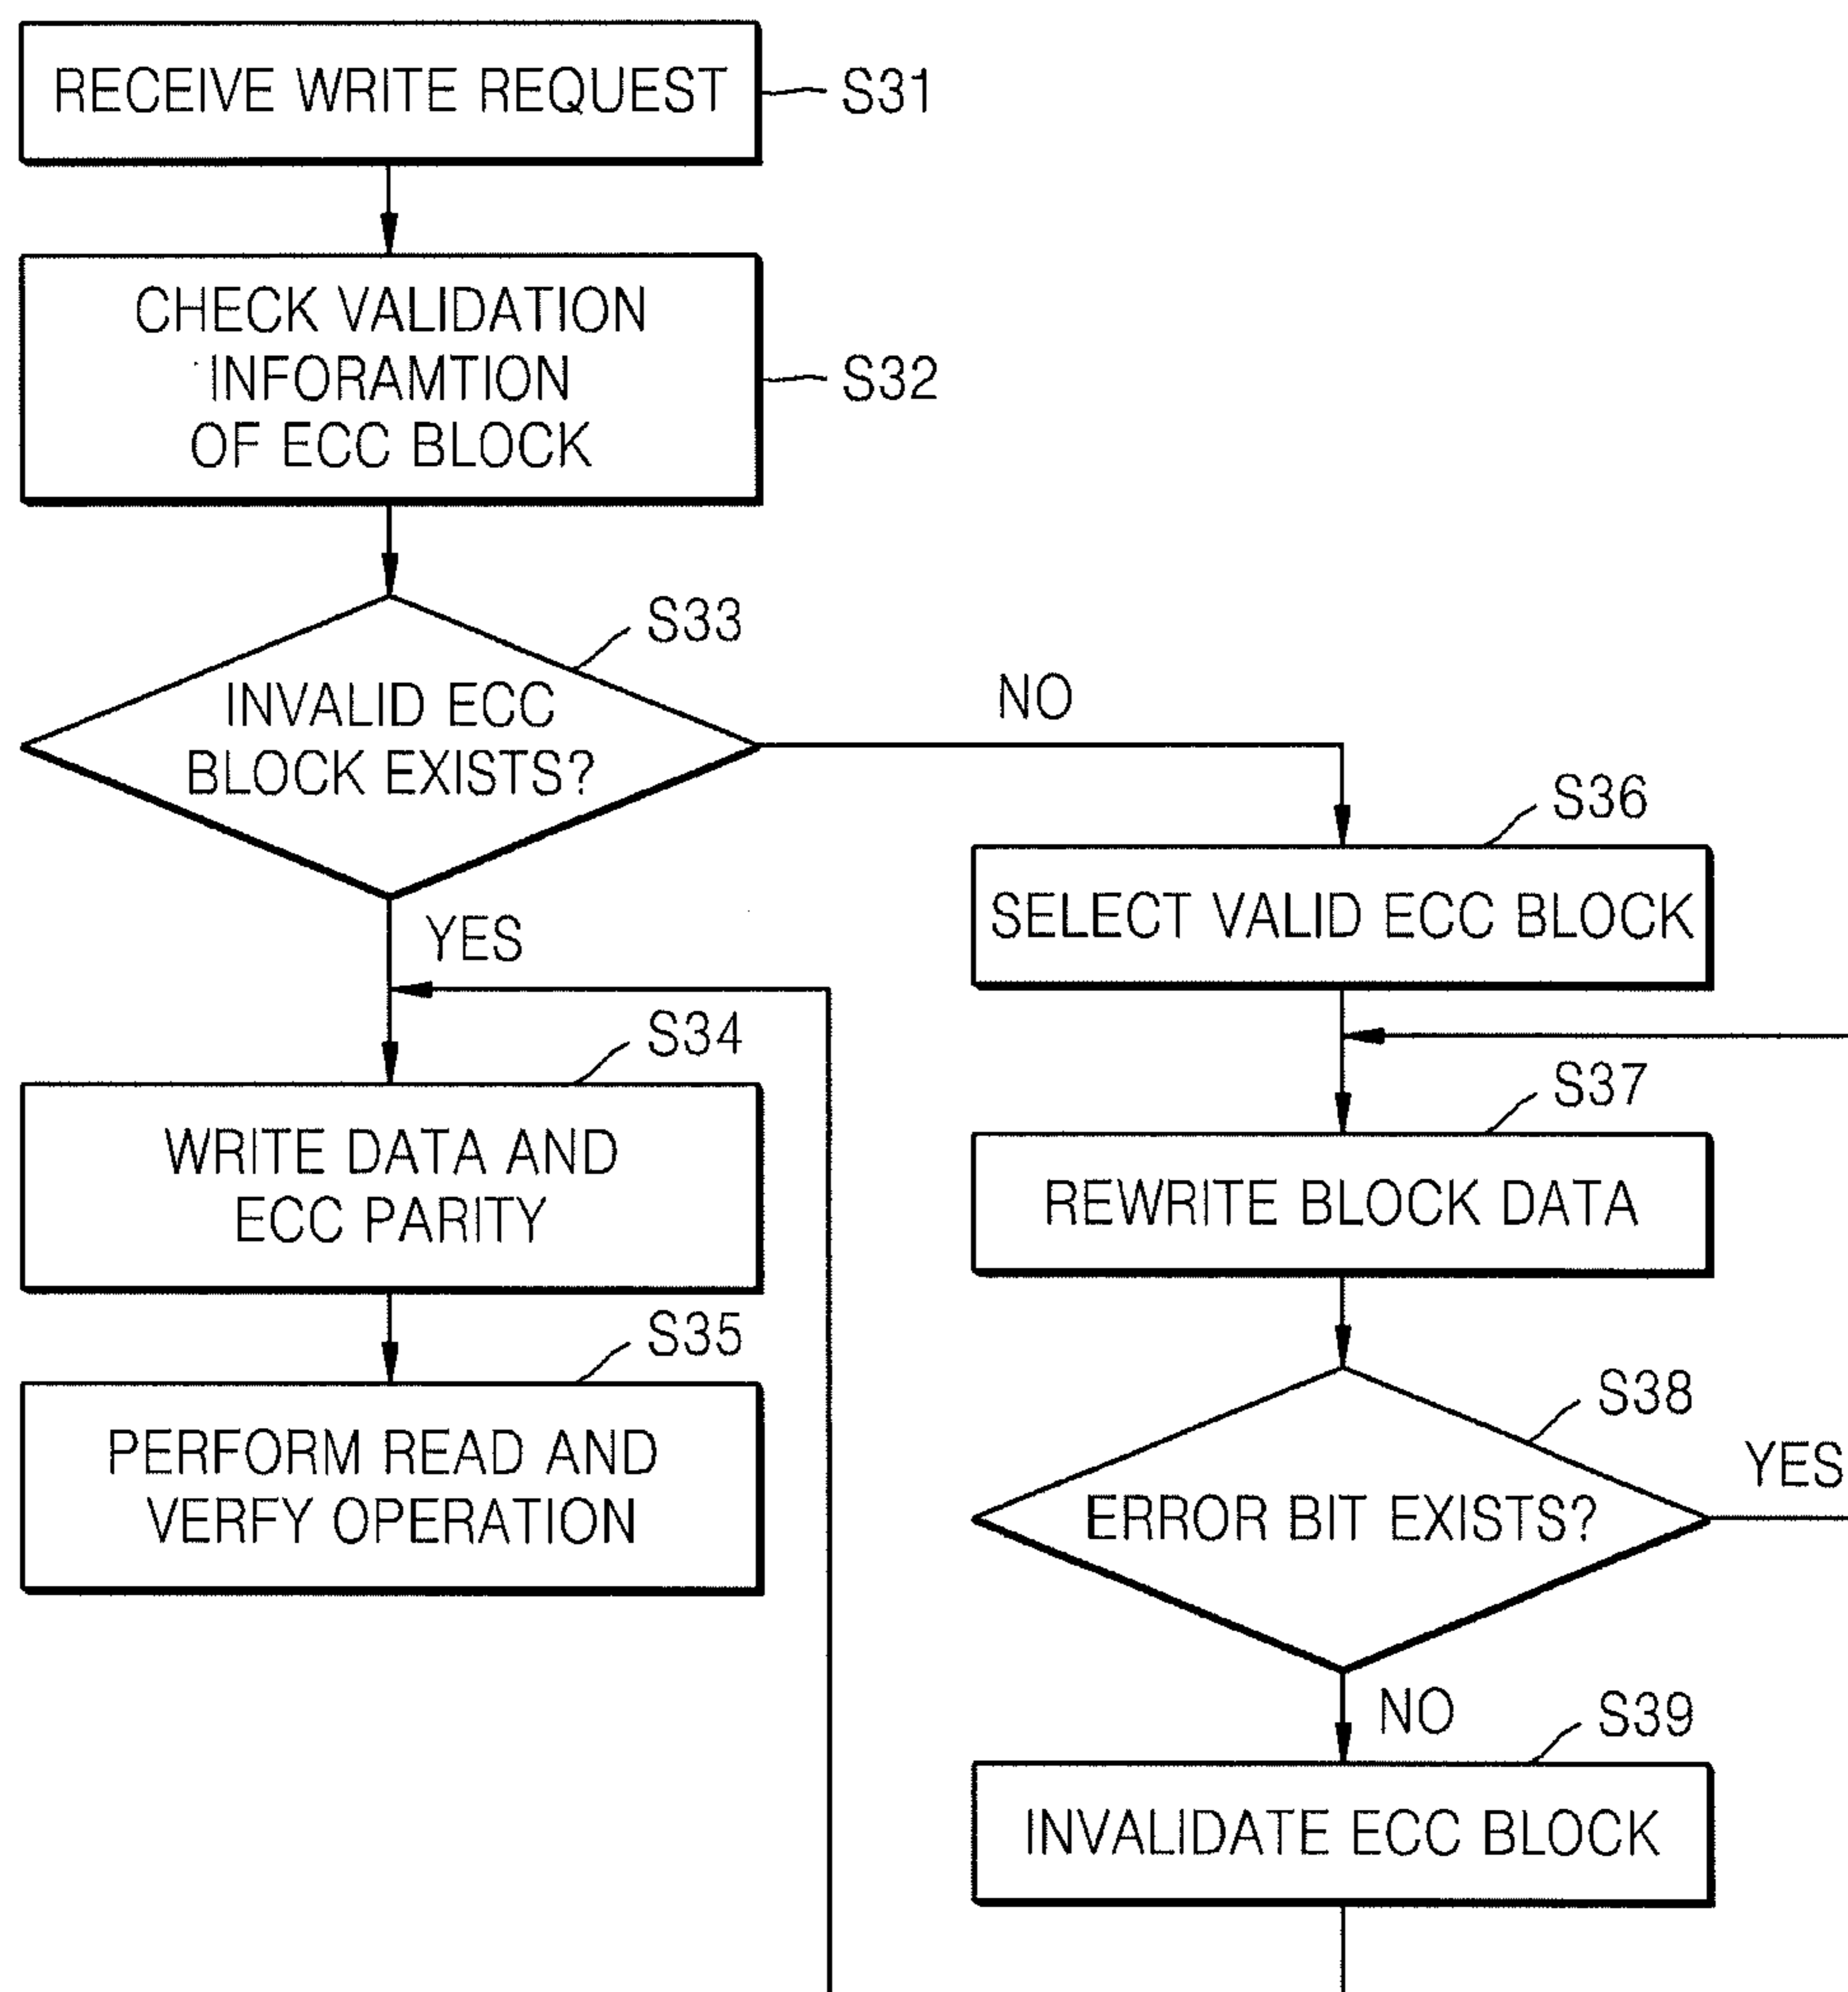 RECEIVE WRITE REQUEST
S31
CHECK VALIDATION
INFORAMTION
OF ECC BLOCK
S32
S33
INVALID ECC
BLOCK EXISTS?
NO
YES
S34
WRITE DATA AND
ECC PARITY
S35
PERFORM READ AND
VERFY OPERATION
S36
SELECT VALID ECC BLOCK
S37
REWRITE BLOCK DATA
S38
ERROR BIT EXISTS?
YES
NO
S39
INVALIDATE ECC BLOCK